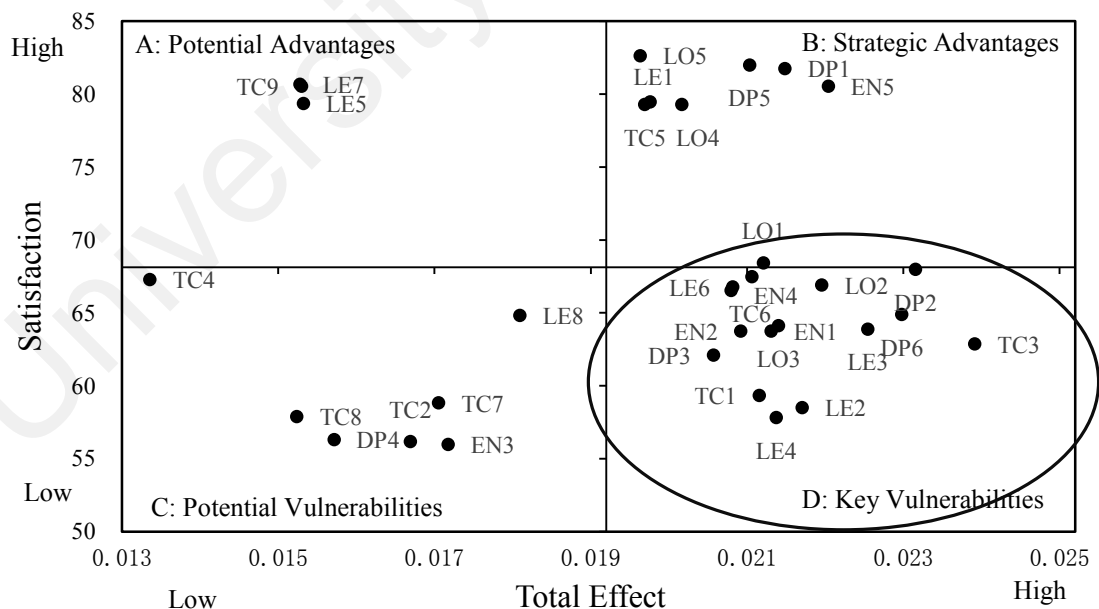 University
85
High
A: Potential Advantages
B: Strategic Advantages
LO5
LE1
DP1
DP5
EN5
TC9
LE7
LE5
80
TC5
LO4
75
70
LO1
Satisfaction
TC4
LE6
EN4
LO2
DP2
65
LE8
TC6
EN2
EN1
DP6
TC3
DP3
LO3
LE3
60
TC1
TC8
TC2
TC7
LE2
DP4
EN3
LE4
55
Low
C: Potential Vulnerabilities
D: Key Vulnerabilities
50
0.013
0.015
0.017
0.019
0.021
0.023
0.025
Low
Total Effect
High